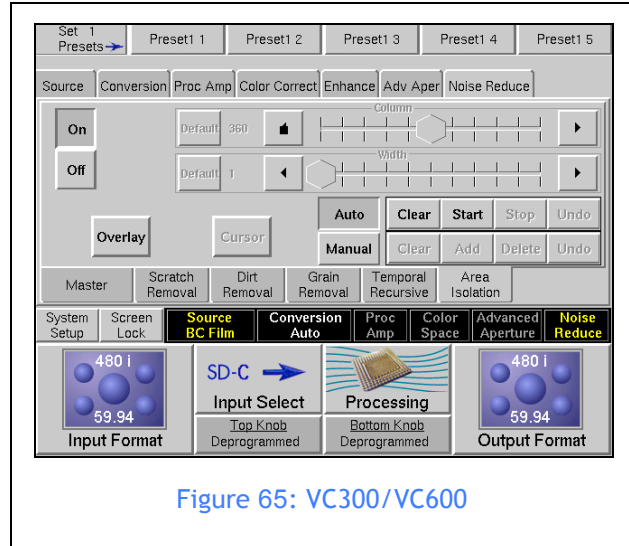 Set 1 Presets Preset1 1 Preset1 2 Preset1 3 Preset1 4 Preset1 5
Source Conversion Proc Amp Color Correct Enhance Adv Aper Noise Reduce
Column
On Default 360
Width
Off Default 1
Auto Clear Start Stop Undo
Overlay Cursor
Manual Clear Add Delete Undo
Master Scratch Removal Dirt Removal Grain Removal Temporal Recursive Area Isolation
System Setup Screen Lock Source BC Film Conversion Auto Proc Amp Color Space Advanced Aperture Noise Reduce
480 i SD-C 480 i
59.94 Input Select Processing 59.94
Input Format Top Knob Deprogrammed Bottom Knob Deprogrammed Output Format
Figure 65: VC300/VC600